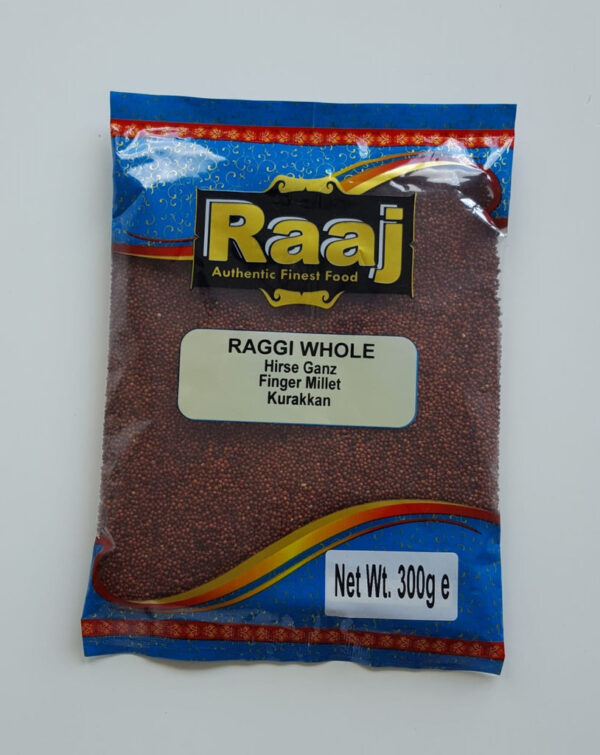 Raaj
Authentic Finest Food
RAGGI WHOLE
Hirse Ganz
Finger Millet
Kurakkan
Net Wt. 300g e